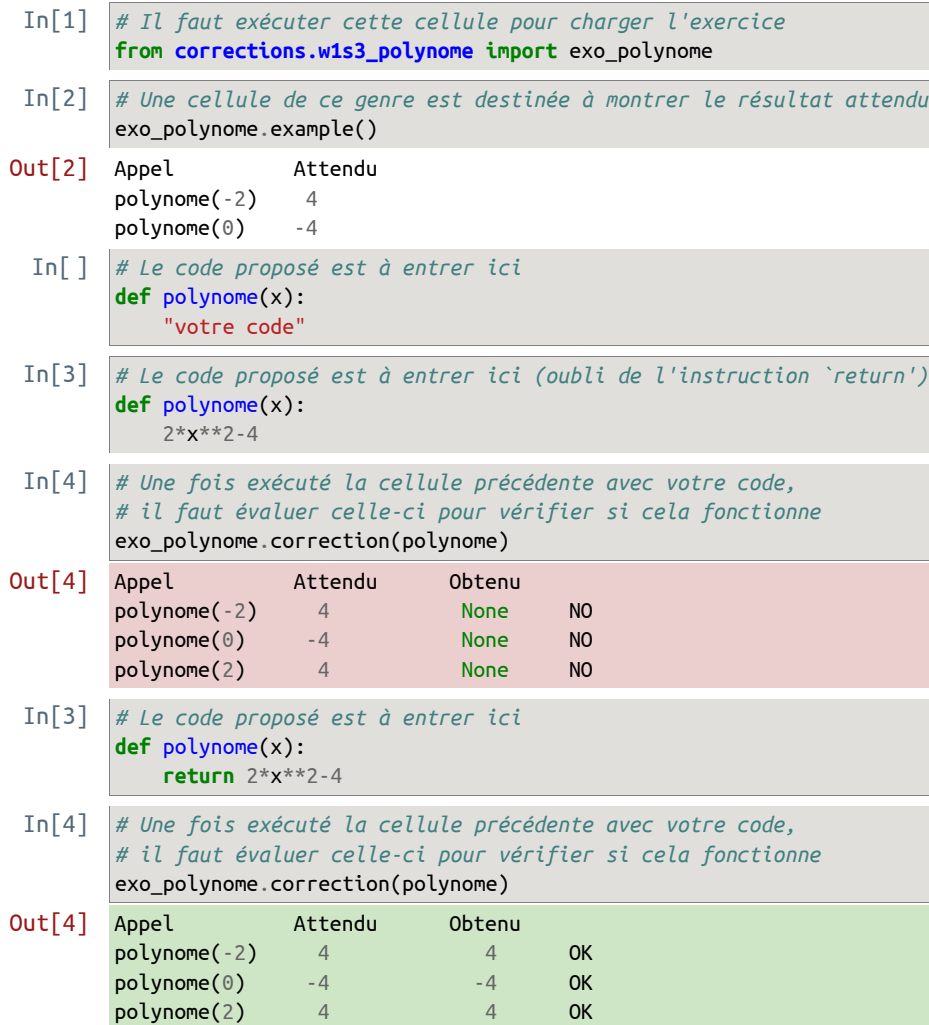 In[1] # Il faut exécuter cette cellule pour charger l'exercice
from corrections.w1s3_polynome import exo_polynome
In[2] # Une cellule de ce genre est destinée à montrer le résultat attendu
exo_polynome.example()
Out[2] Appel Attendu
polynome(-2) 4
polynome(0) -4
In[ ] # Le code proposé est à entrer ici
def polynome(x):
"votre code"
In[3] # Le code proposé est à entrer ici (oubli de l'instruction `return')
def polynome(x):
2*x**2-4
In[4] # Une fois exécuté la cellule précédente avec votre code,
# il faut évaluer celle-ci pour vérifier si cela fonctionne
exo_polynome.correction(polynome)
Out[4] Appel Attendu Obtenu
polynome(-2) 4 None NO
polynome(0) -4 None NO
polynome(2) 4 None NO
In[3] # Le code proposé est à entrer ici
def polynome(x):
return 2*x**2-4
In[4] # Une fois exécuté la cellule précédente avec votre code,
# il faut évaluer celle-ci pour vérifier si cela fonctionne
exo_polynome.correction(polynome)
Out[4] Appel Attendu Obtenu
polynome(-2) 4 4 OK
polynome(0) -4 -4 OK
polynome(2) 4 4 OK